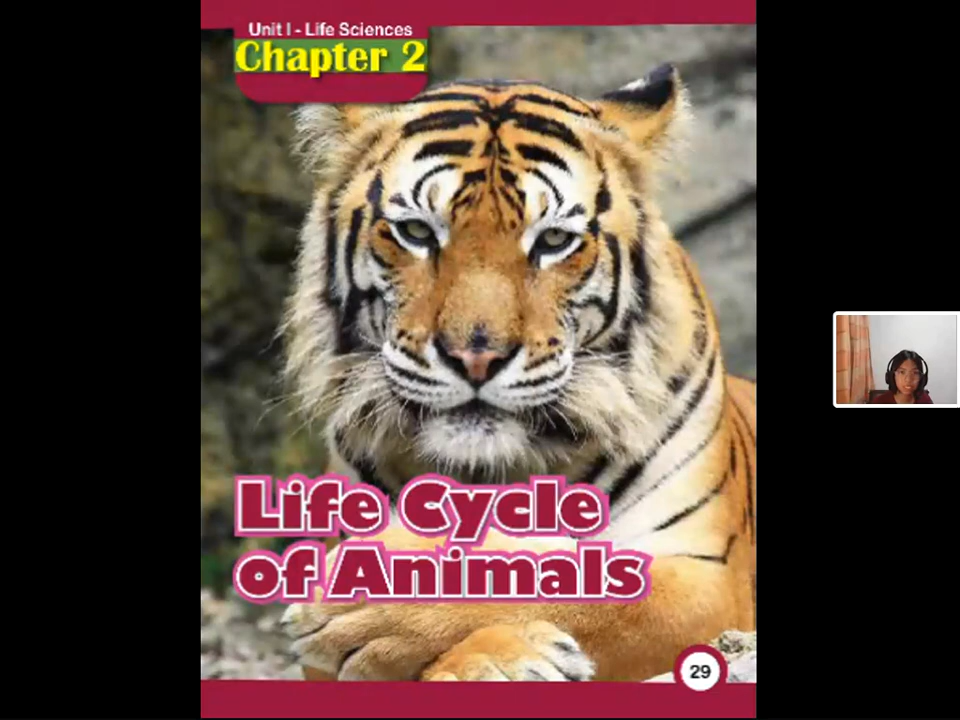 Unit I - Life Sciences
Chapter 2
Life Cycle
of Animals
29